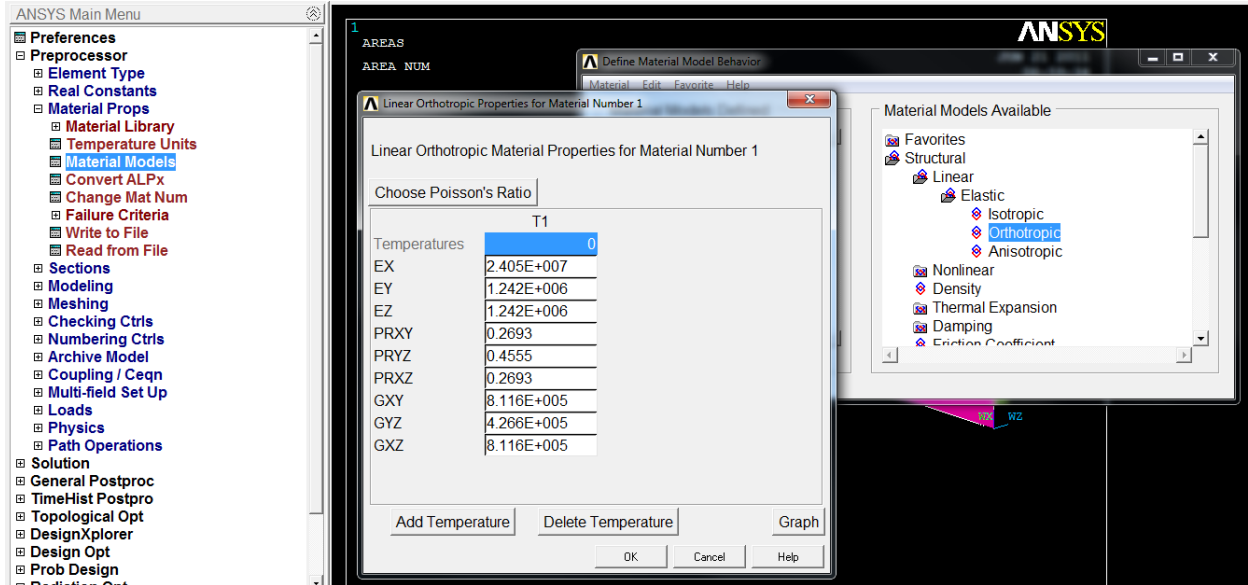 ANSYS Main Menu
Preferences
Preprocessor
Element Type
Real Constants
Material Props
Material Library
Temperature Units
Material Models
Convert ALPx
Change Mat Num
Failure Criteria
Write to File
Read from File
Sections
Modeling
Meshing
Checking Ctrls
Numbering Ctrls
Archive Model
Coupling / Ceqn
Multi-field Set Up
Loads
Physics
Path Operations
Solution
General Postproc
TimeHist Postpro
Topological Opt
DesignXplorer
Design Opt
Prob Design
Radiation Opt
1
AREAS
AREA NUM
ANSYS
Define Material Model Behavior
Material Edit Favorite Help
Material Models Available
Favorites
Structural
Linear
Elastic
Isotropic
Orthotropic
Anisotropic
Nonlinear
Density
Thermal Expansion
Damping
Friction Coefficient
WX WZ
Linear Orthotropic Properties for Material Number 1
Linear Orthotropic Material Properties for Material Number 1
Choose Poisson's Ratio
T1
Temperatures 0
EX 2.405E+007
EY 1.242E+006
EZ 1.242E+006
PRXY 0.2693
PRYZ 0.4555
PRXZ 0.2693
GXY 8.116E+005
GYZ 4.266E+005
GXZ 8.116E+005
Add Temperature Delete Temperature Graph
OK Cancel Help